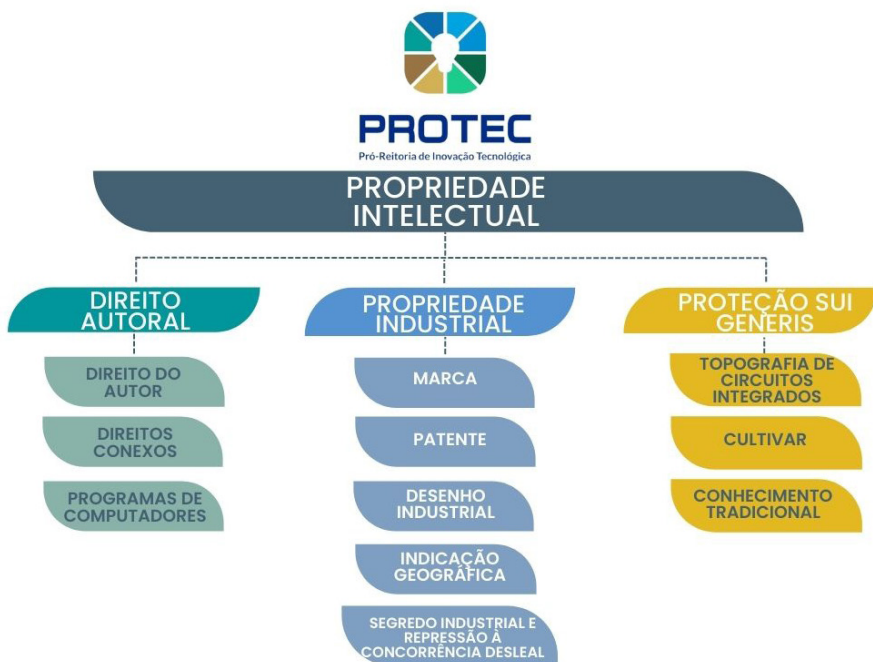 PROTEC
Pró-Reitoria de Inovação Tecnológica
PROPRIEDADE
INTELECTUAL
DIREITO
AUTORAL
DIREITO DO
AUTOR
DIREITOS
CONEXOS
PROGRAMAS DE
COMPUTADORES
PROPRIEDADE
INDUSTRIAL
MARCA
PATENTE
DESENHO
INDUSTRIAL
INDICAÇÃO
GEOGRÁFICA
SEGREDO INDUSTRIAL E
REPRESSÃO À
CONCORRÊNCIA DESLEAL
PROTEÇÃO SUI
GENERIS
TOPOGRAFIA DE
CIRCUITOS
INTEGRADOS
CULTIVAR
CONHECIMENTO
TRADICIONAL